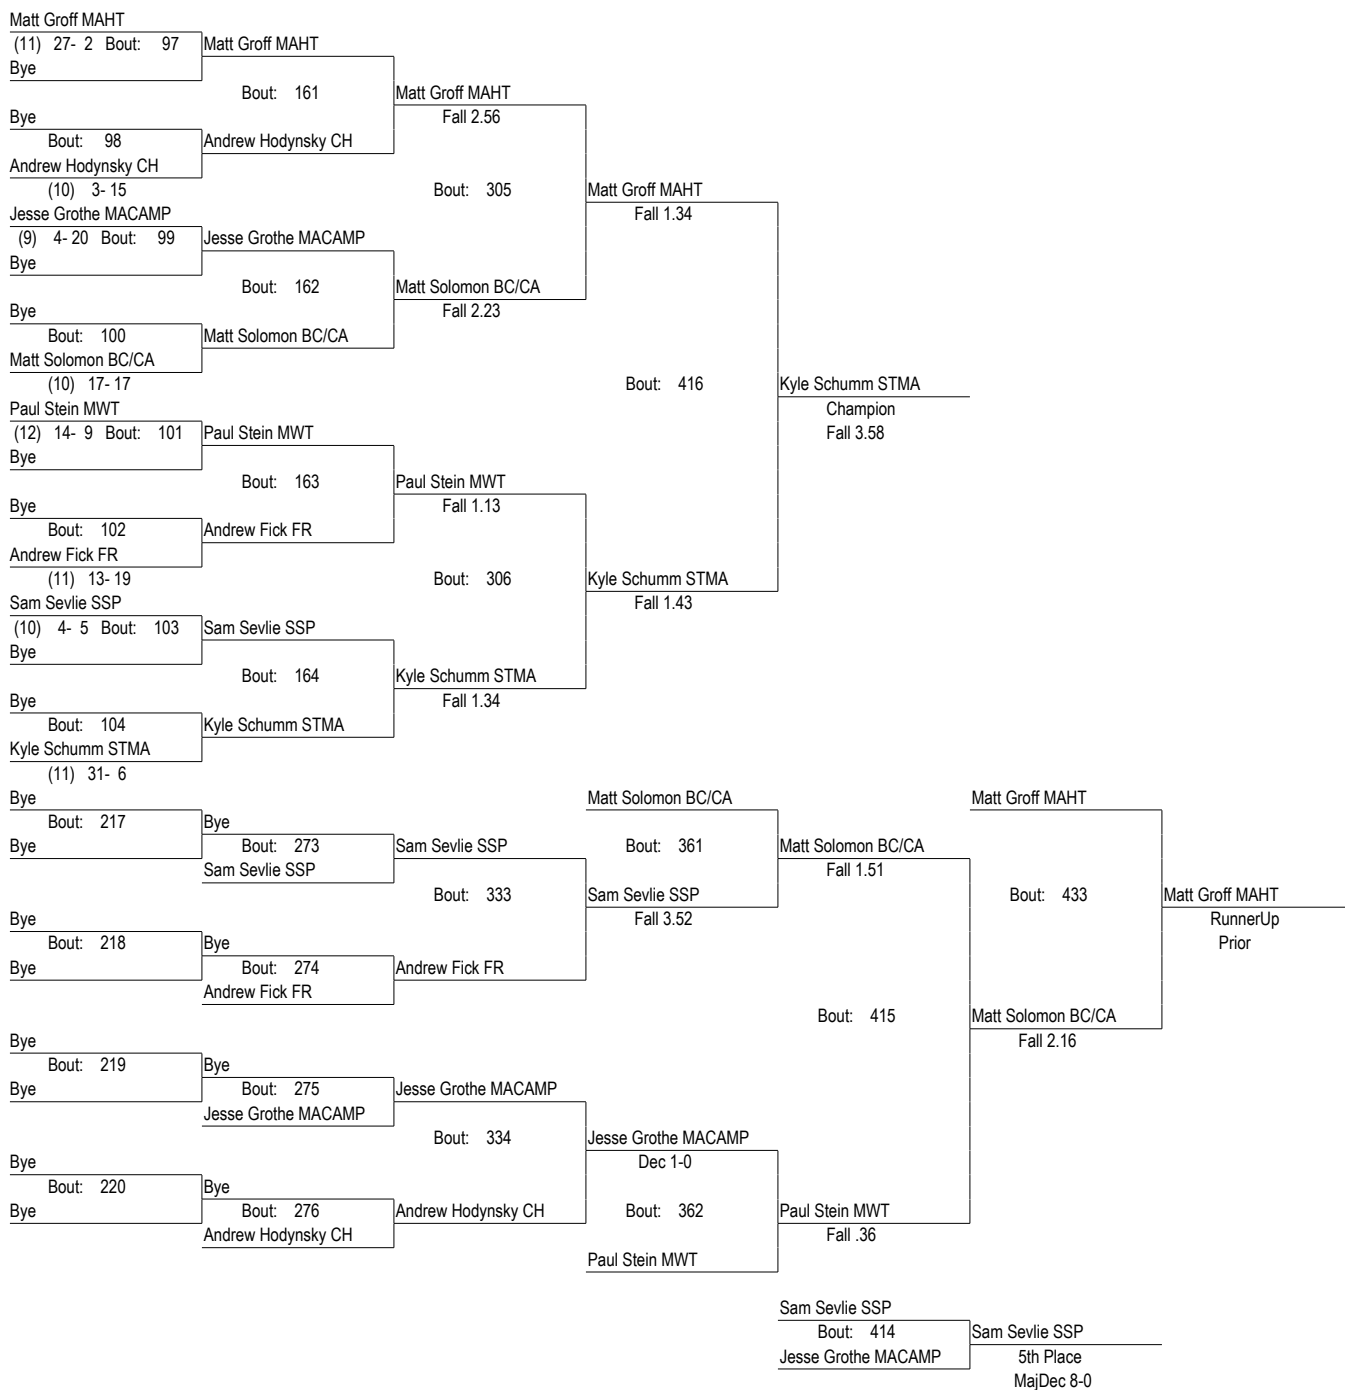 Matt Groff MAHT
(11) 27- 2 Bout: 97 Matt Groff MAHT
Bye
Bout: 161 Matt Groff MAHT
Bye Fall 2.56
Bout: 98 Andrew Hodynsky CH
Andrew Hodynsky CH
(10) 3- 15 Bout: 305 Matt Groff MAHT
Jesse Grothe MACAMP Fall 1.34
(9) 4- 20 Bout: 99 Jesse Grothe MACAMP
Bye
Bout: 162 Matt Solomon BC/CA
Bye Fall 2.23
Bout: 100 Matt Solomon BC/CA
Matt Solomon BC/CA
(10) 17- 17 Bout: 416 Kyle Schumm STMA
Paul Stein MWT Champion
(12) 14- 9 Bout: 101 Paul Stein MWT Fall 3.58
Bye
Bout: 163 Paul Stein MWT
Bye Fall 1.13
Bout: 102 Andrew Fick FR
Andrew Fick FR
(11) 13- 19 Bout: 306 Kyle Schumm STMA
Sam Sevlie SSP Fall 1.43
(10) 4- 5 Bout: 103 Sam Sevlie SSP
Bye
Bout: 164 Kyle Schumm STMA
Bye Fall 1.34
Bout: 104 Kyle Schumm STMA
Kyle Schumm STMA
(11) 31- 6
Bye Matt Solomon BC/CA Matt Groff MAHT
Bout: 217 Bye
Bye Bout: 273 Sam Sevlie SSP Bout: 361 Matt Solomon BC/CA
Sam Sevlie SSP Fall 1.51
Bout: 333 Sam Sevlie SSP Bout: 433 Matt Groff MAHT
Bye Fall 3.52 RunnerUp
Bout: 218 Bye Prior
Bye Bout: 274 Andrew Fick FR
Andrew Fick FR
Bout: 415 Matt Solomon BC/CA
Bye Fall 2.16
Bout: 219 Bye
Bye Bout: 275 Jesse Grothe MACAMP
Jesse Grothe MACAMP
Bout: 334 Jesse Grothe MACAMP
Bye Dec 1-0
Bout: 220 Bye
Bye Bout: 276 Andrew Hodynsky CH Bout: 362 Paul Stein MWT
Andrew Hodynsky CH Fall .36
Paul Stein MWT
Sam Sevlie SSP
Bout: 414 Sam Sevlie SSP
Jesse Grothe MACAMP 5th Place
MajDec 8-0